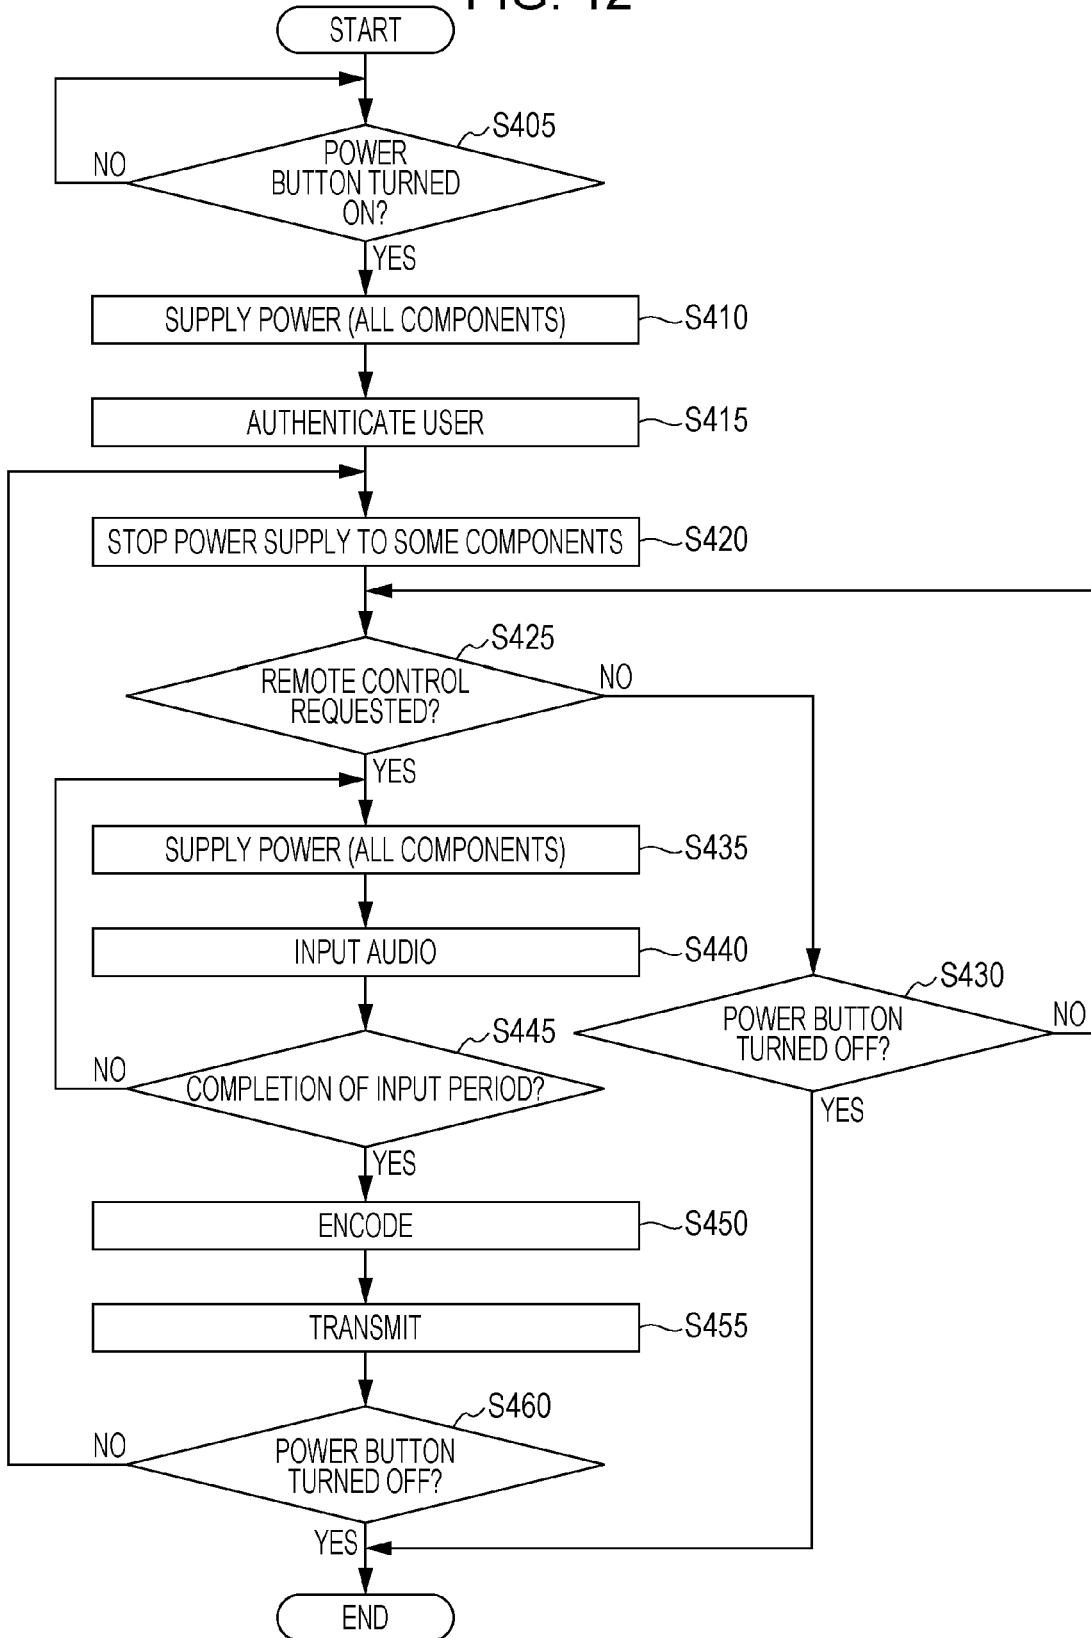 FIG. 12
START
S405
NO
POWER
BUTTON TURNED
ON?
YES
SUPPLY POWER (ALL COMPONENTS)
S410
AUTHENTICATE USER
S415
STOP POWER SUPPLY TO SOME COMPONENTS
S420
S425
REMOTE CONTROL
REQUESTED?
NO
YES
SUPPLY POWER (ALL COMPONENTS)
S435
INPUT AUDIO
S440
S430
POWER BUTTON
TURNED OFF?
NO
YES
S445
NO
COMPLETION OF INPUT PERIOD?
YES
ENCODE
S450
TRANSMIT
S455
S460
NO
POWER BUTTON
TURNED OFF?
YES
END